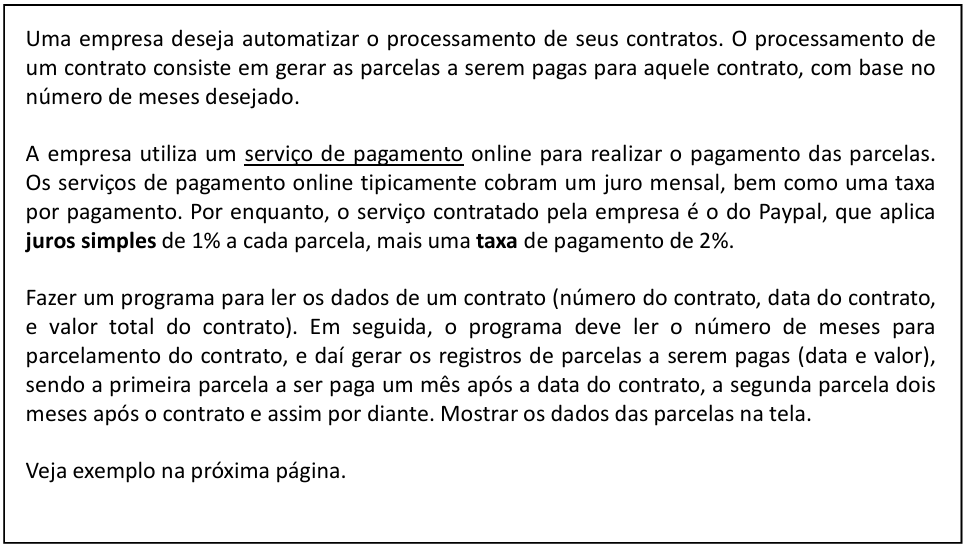 Uma empresa deseja automatizar o processamento de seus contratos. O processamento de
um contrato consiste em gerar as parcelas a serem pagas para aquele contrato, com base no
número de meses desejado.
A empresa utiliza um serviço de pagamento online para realizar o pagamento das parcelas.
Os serviços de pagamento online tipicamente cobram um juro mensal, bem como uma taxa
por pagamento. Por enquanto, o serviço contratado pela empresa é o do Paypal, que aplica
juros simples de 1% a cada parcela, mais uma taxa de pagamento de 2%.
Fazer um programa para ler os dados de um contrato (número do contrato, data do contrato,
e valor total do contrato). Em seguida, o programa deve ler o número de meses para
parcelamento do contrato, e daí gerar os registros de parcelas a serem pagas (data e valor),
sendo a primeira parcela a ser paga um mês após a data do contrato, a segunda parcela dois
meses após o contrato e assim por diante. Mostrar os dados das parcelas na tela.
Veja exemplo na próxima página.